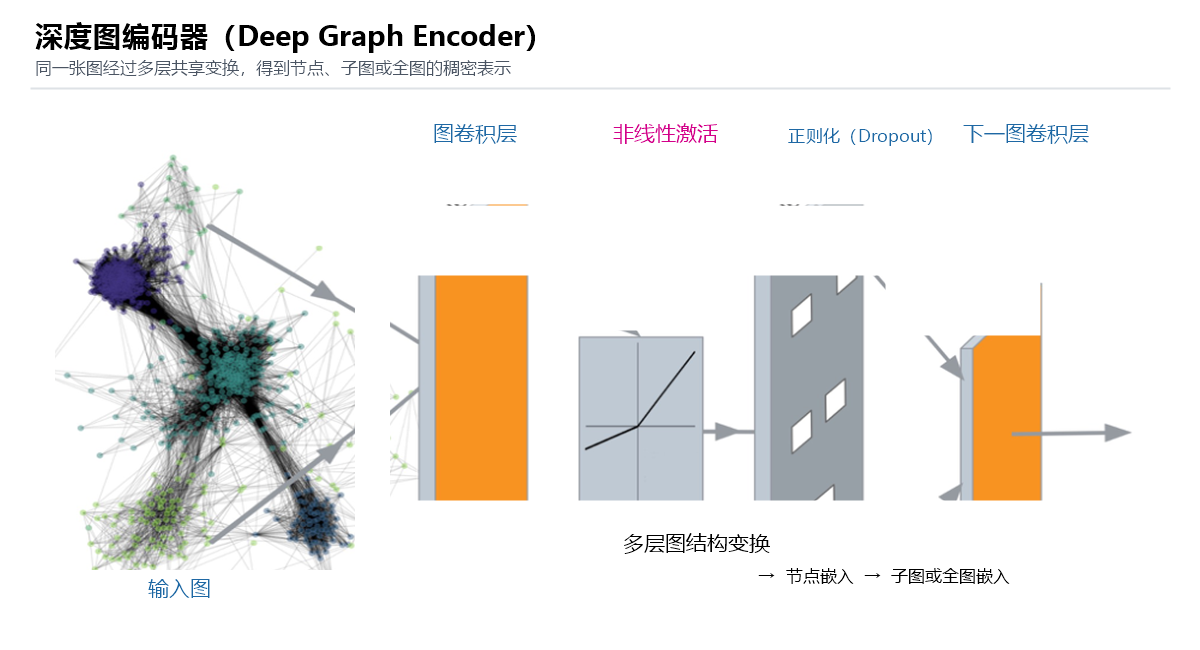 深度图编码器（Deep Graph Encoder）
同一张图经过多层共享变换，得到节点、子图或全图的稠密表示
图卷积层
非线性激活
正则化（Dropout）
下一图卷积层
多层图结构变换
→ 节点嵌入 → 子图或全图嵌入
输入图